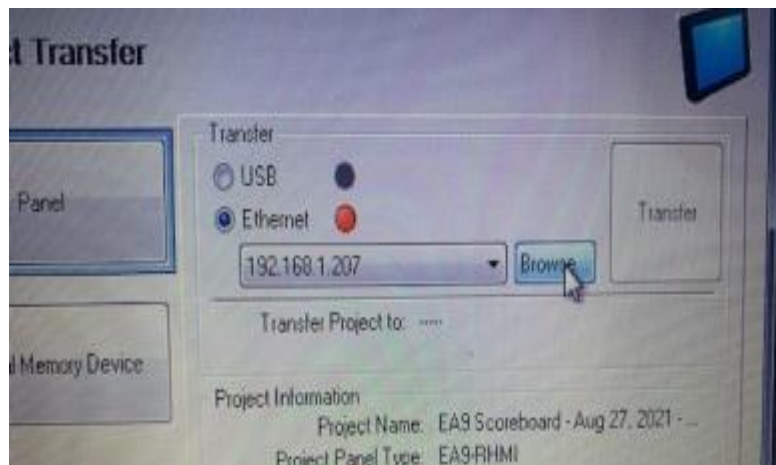 t Transfer
Transfer
USB
Panel
Ethernet
Transfer
192.168.1.207
Browse
Transfer Project to: ----
l Memory Device
Project Information
Project Name: EA9 Scoreboard - Aug 27, 2021 - ...
Project Panel Type: EA9-RHMI